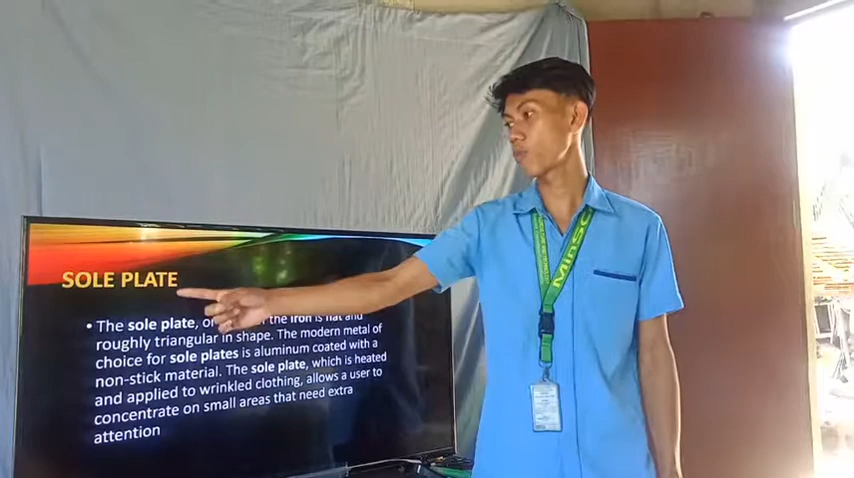 SOLE PLATE
• The sole plate, or the iron is flat and
roughly triangular in shape. The modern metal of
choice for sole plates is aluminum coated with a
non-stick material. The sole plate, which is heated
and applied to wrinkled clothing, allows a user to
concentrate on small areas that need extra
attention.
MinSC